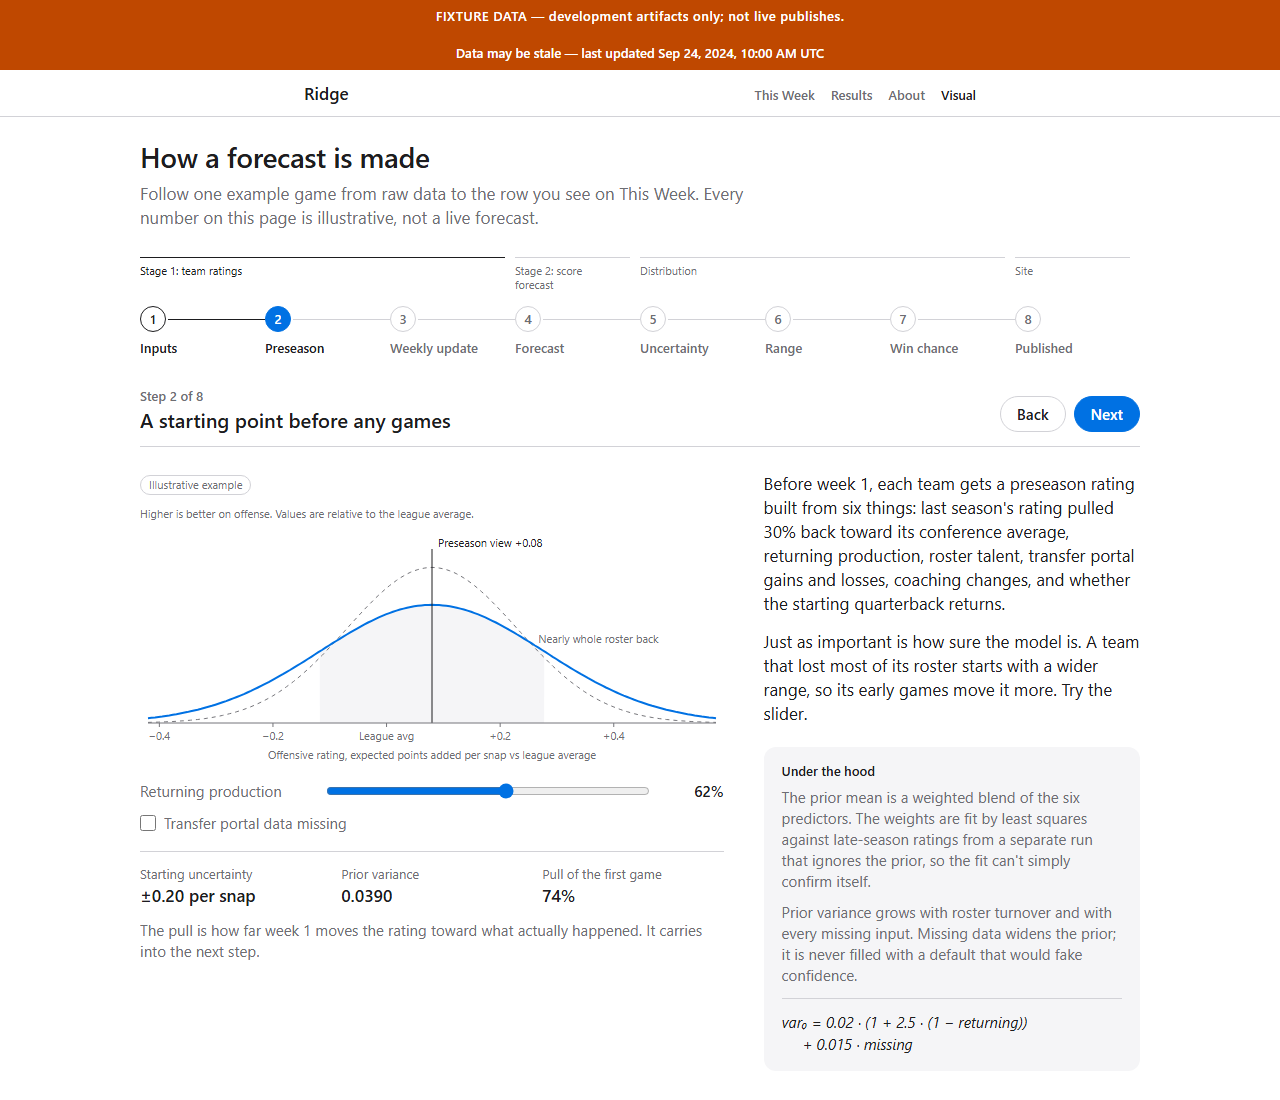 FIXTURE DATA — development artifacts only; not live publishes.
Data may be stale — last updated Sep 24, 2024, 10:00 AM UTC
Ridge
This Week Results About Visual
How a forecast is made
Follow one example game from raw data to the row you see on This Week. Every
number on this page is illustrative, not a live forecast.
Stage 1: team ratings
Stage 2: score
forecast
Distribution
Site
1 2 3 4 5 6 7 8
Inputs Preseason Weekly update Forecast Uncertainty Range Win chance Published
Step 2 of 8
A starting point before any games
Back Next
Illustrative example
Higher is better on offense. Values are relative to the league average.
Preseason view +0.08
Nearly whole roster back
−0.4 −0.2 League avg +0.2 +0.4
Offensive rating, expected points added per snap vs league average
Returning production 62%
Transfer portal data missing
Starting uncertainty Prior variance Pull of the first game
±0.20 per snap 0.0390 74%
The pull is how far week 1 moves the rating toward what actually happened. It carries
into the next step.
Before week 1, each team gets a preseason rating
built from six things: last season's rating pulled
30% back toward its conference average,
returning production, roster talent, transfer portal
gains and losses, coaching changes, and whether
the starting quarterback returns.
Just as important is how sure the model is. A team
that lost most of its roster starts with a wider
range, so its early games move it more. Try the
slider.
Under the hood
The prior mean is a weighted blend of the six
predictors. The weights are fit by least squares
against late-season ratings from a separate run
that ignores the prior, so the fit can't simply
confirm itself.
Prior variance grows with roster turnover and with
every missing input. Missing data widens the prior;
it is never filled with a default that would fake
confidence.
var₀ = 0.02 · (1 + 2.5 · (1 − returning))
+ 0.015 · missing